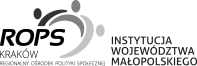 ROPS
KRAKÓW
REGIONALNY OŚRODEK POLITYKI SPOŁECZNEJ
INSTYTUCJA
WOJEWÓDZTWA
MAŁOPOLSKIEGO